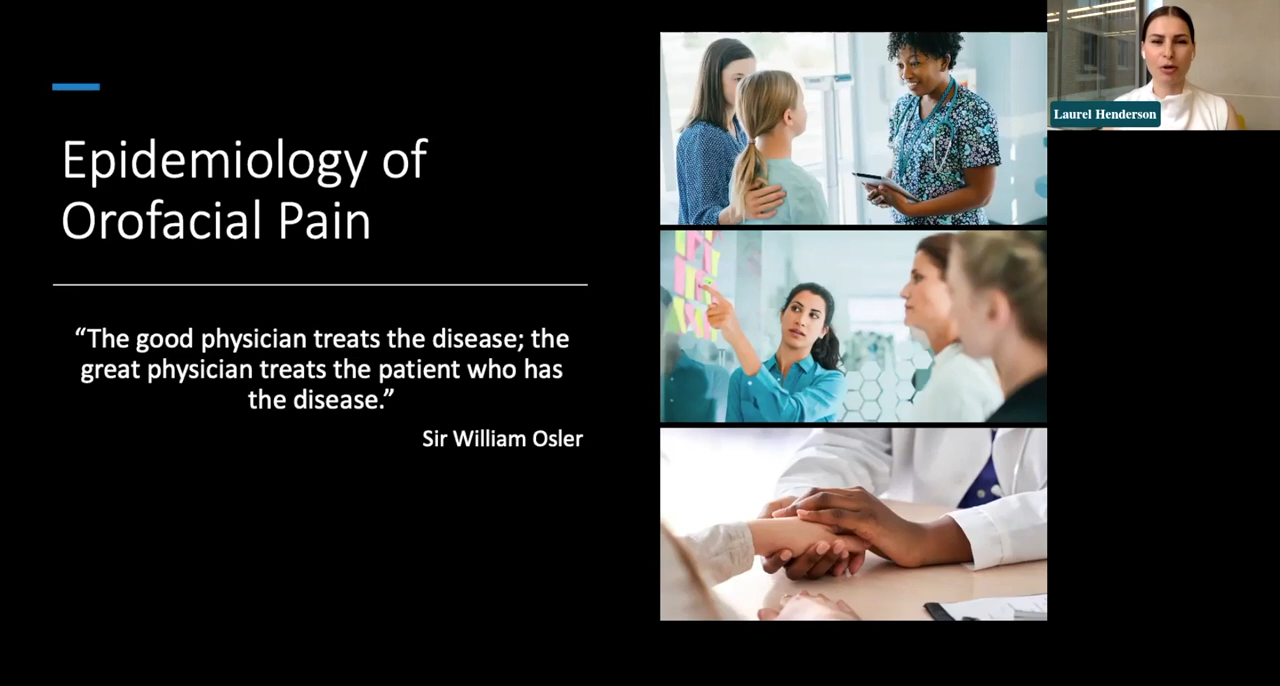 Epidemiology of
Orofacial Pain
“The good physician treats the disease; the
great physician treats the patient who has
the disease.”
Sir William Osler
Laurel Henderson